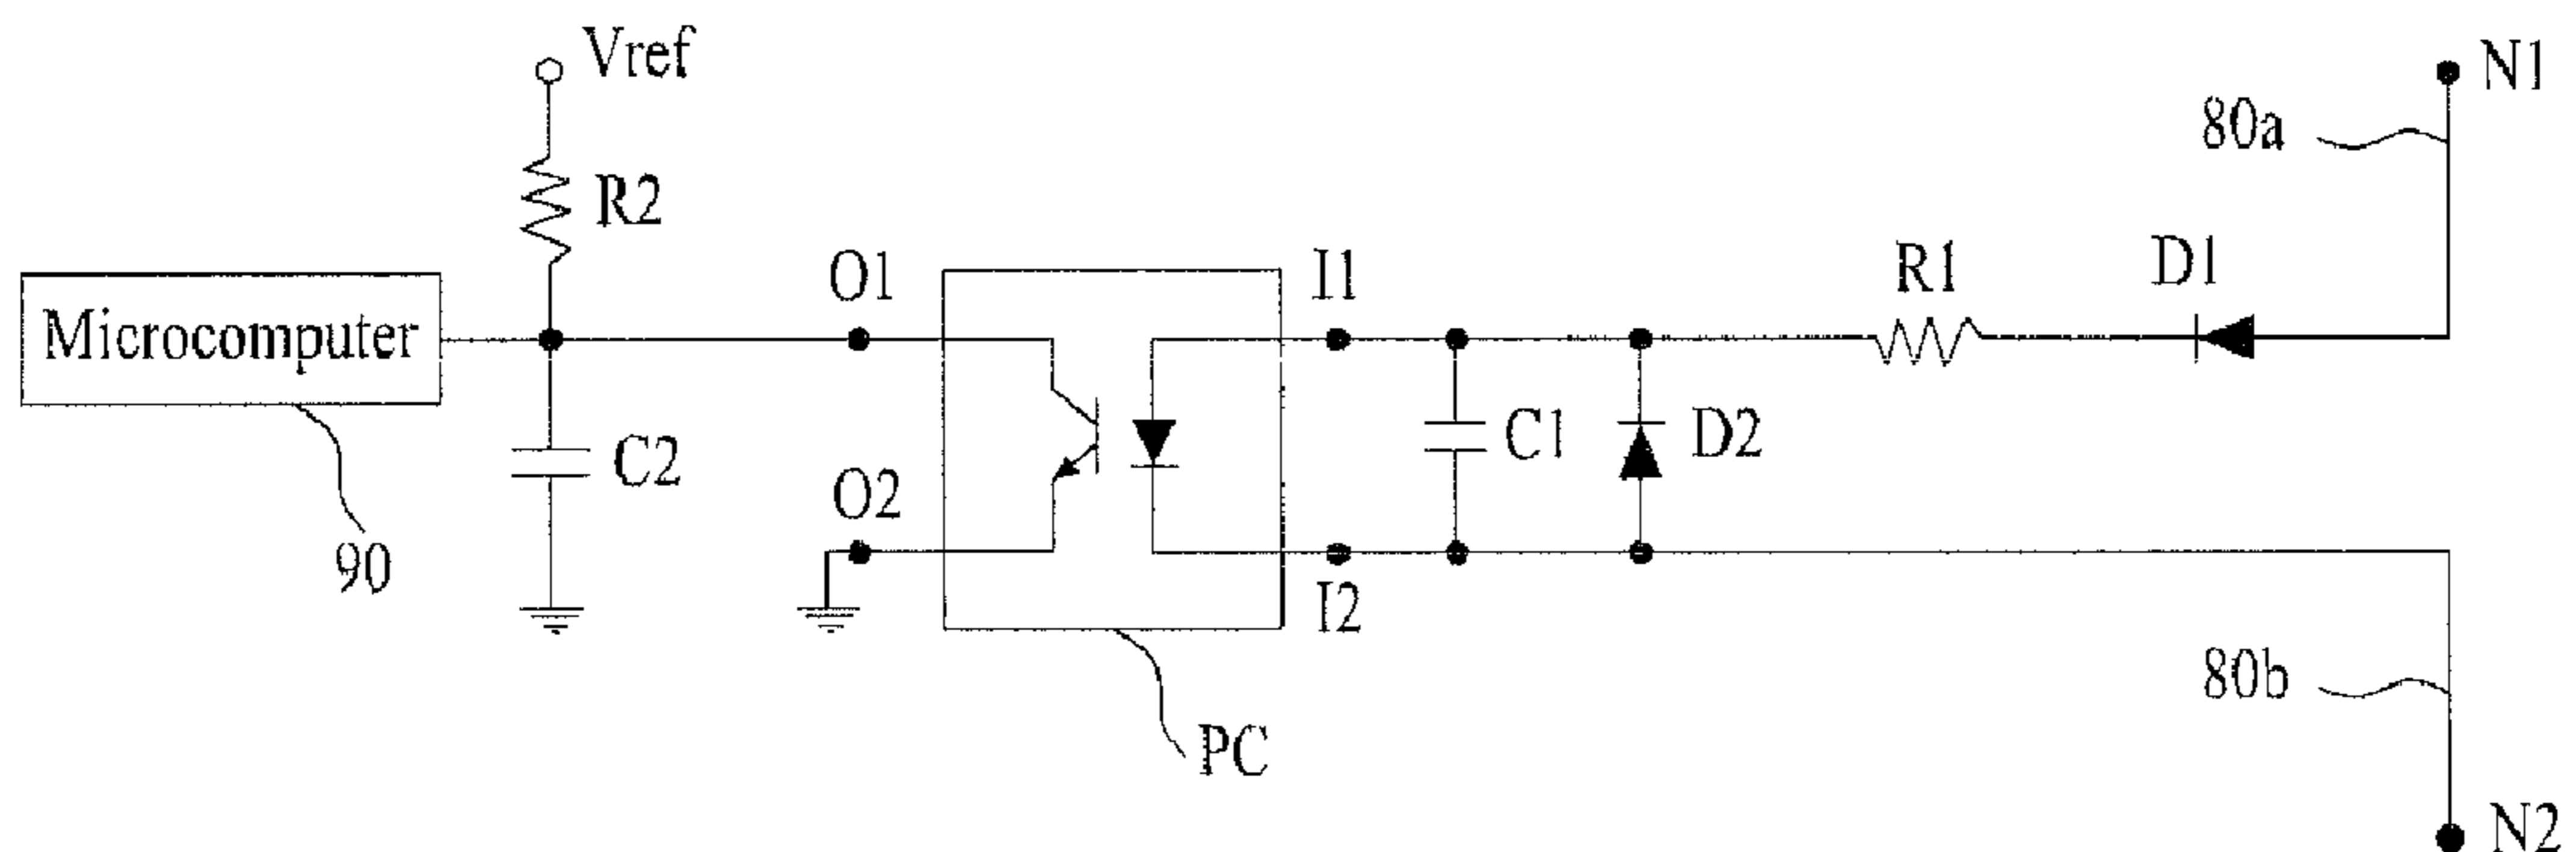 Vref
N1
80a
R2
O1
I1
R1
D1
Microcomputer
C2
O2
C1
D2
90
I2
80b
PC
N2